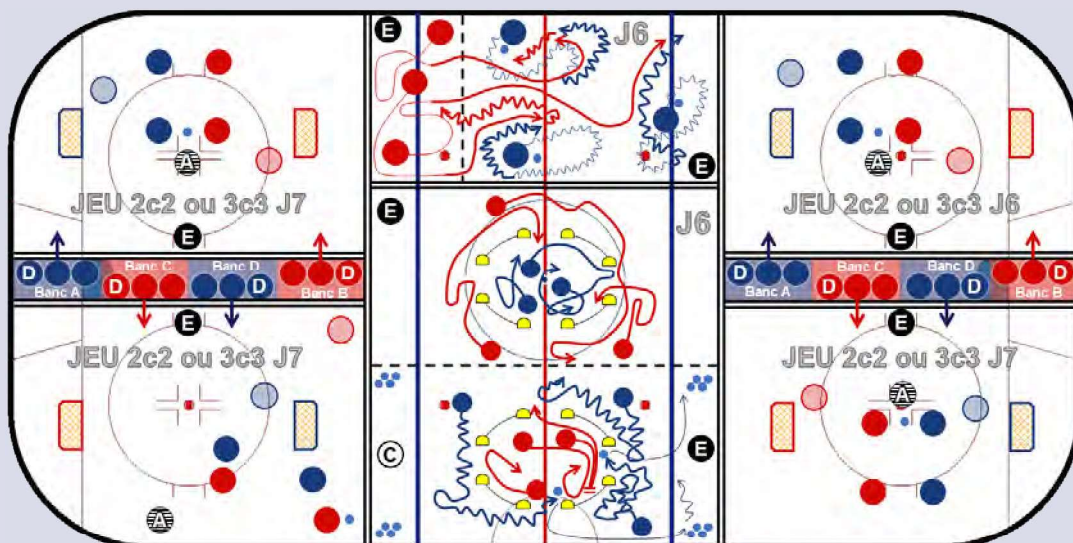 E
J6
E
A
JEU 2c2 ou 3c3 J7
E
D
Banc A
Banc C
D
Banc D
D
D
Banc B
E
JEU 2c2 ou 3c3 J7
A
E
J6
C
E
A
JEU 2c2 ou 3c3 J6
E
D
Banc A
Banc C
D
Banc D
D
D
Banc B
E
JEU 2c2 ou 3c3 J7
A